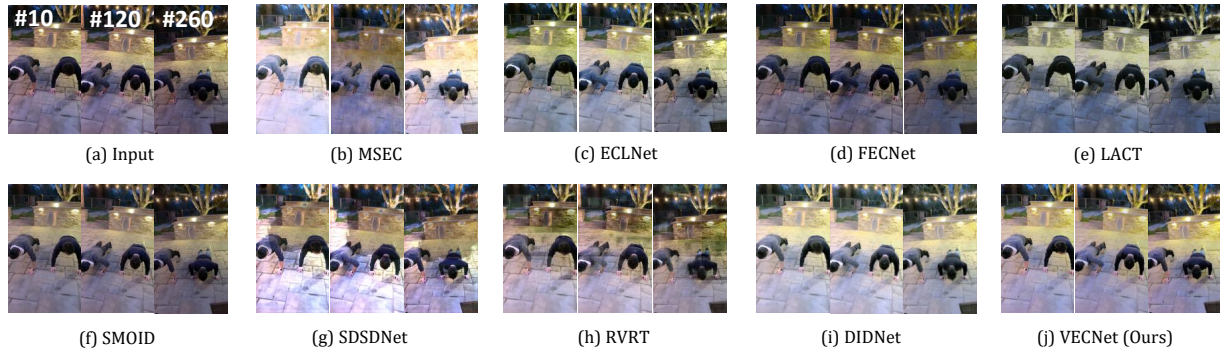 #10 #120 #260
(a) Input
(b) MSEC
(c) ECLNet
(d) FECNet
(e) LACT
(f) SMOID
(g) SDSDNet
(h) RVRT
(i) DIDNet
(j) VECNet (Ours)